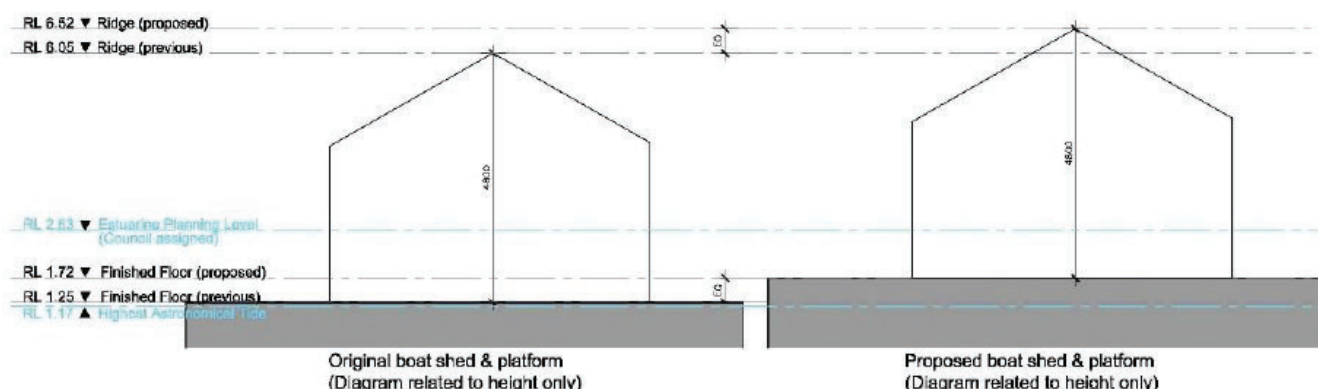 RL 6.52 ▼ Ridge (proposed)
RL 6.05 ▼ Ridge (previous)
EQ
4800
4800
RL 2.63 ▼ Estuarine Planning Level
(Council assigned)
RL 1.72 ▼ Finished Floor (proposed)
RL 1.25 ▼ Finished Floor (previous)
EQ
RL 1.17 ▲ Highest Astronomical Tide
Original boat shed & platform
(Diagram related to height only)
Proposed boat shed & platform
(Diagram related to height only)